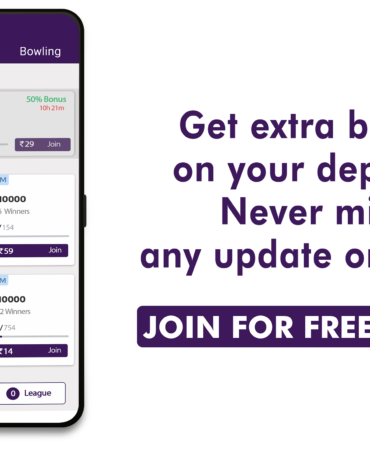 Bowling
50% Bonus
10h 21m
₹29 Join
M
10000
Winners
154
₹59 Join
M
10000
2 Winners
/754
₹14 Join
0 League
Get extra b
on your dep
Never mi
any update o
JOIN FOR FREE